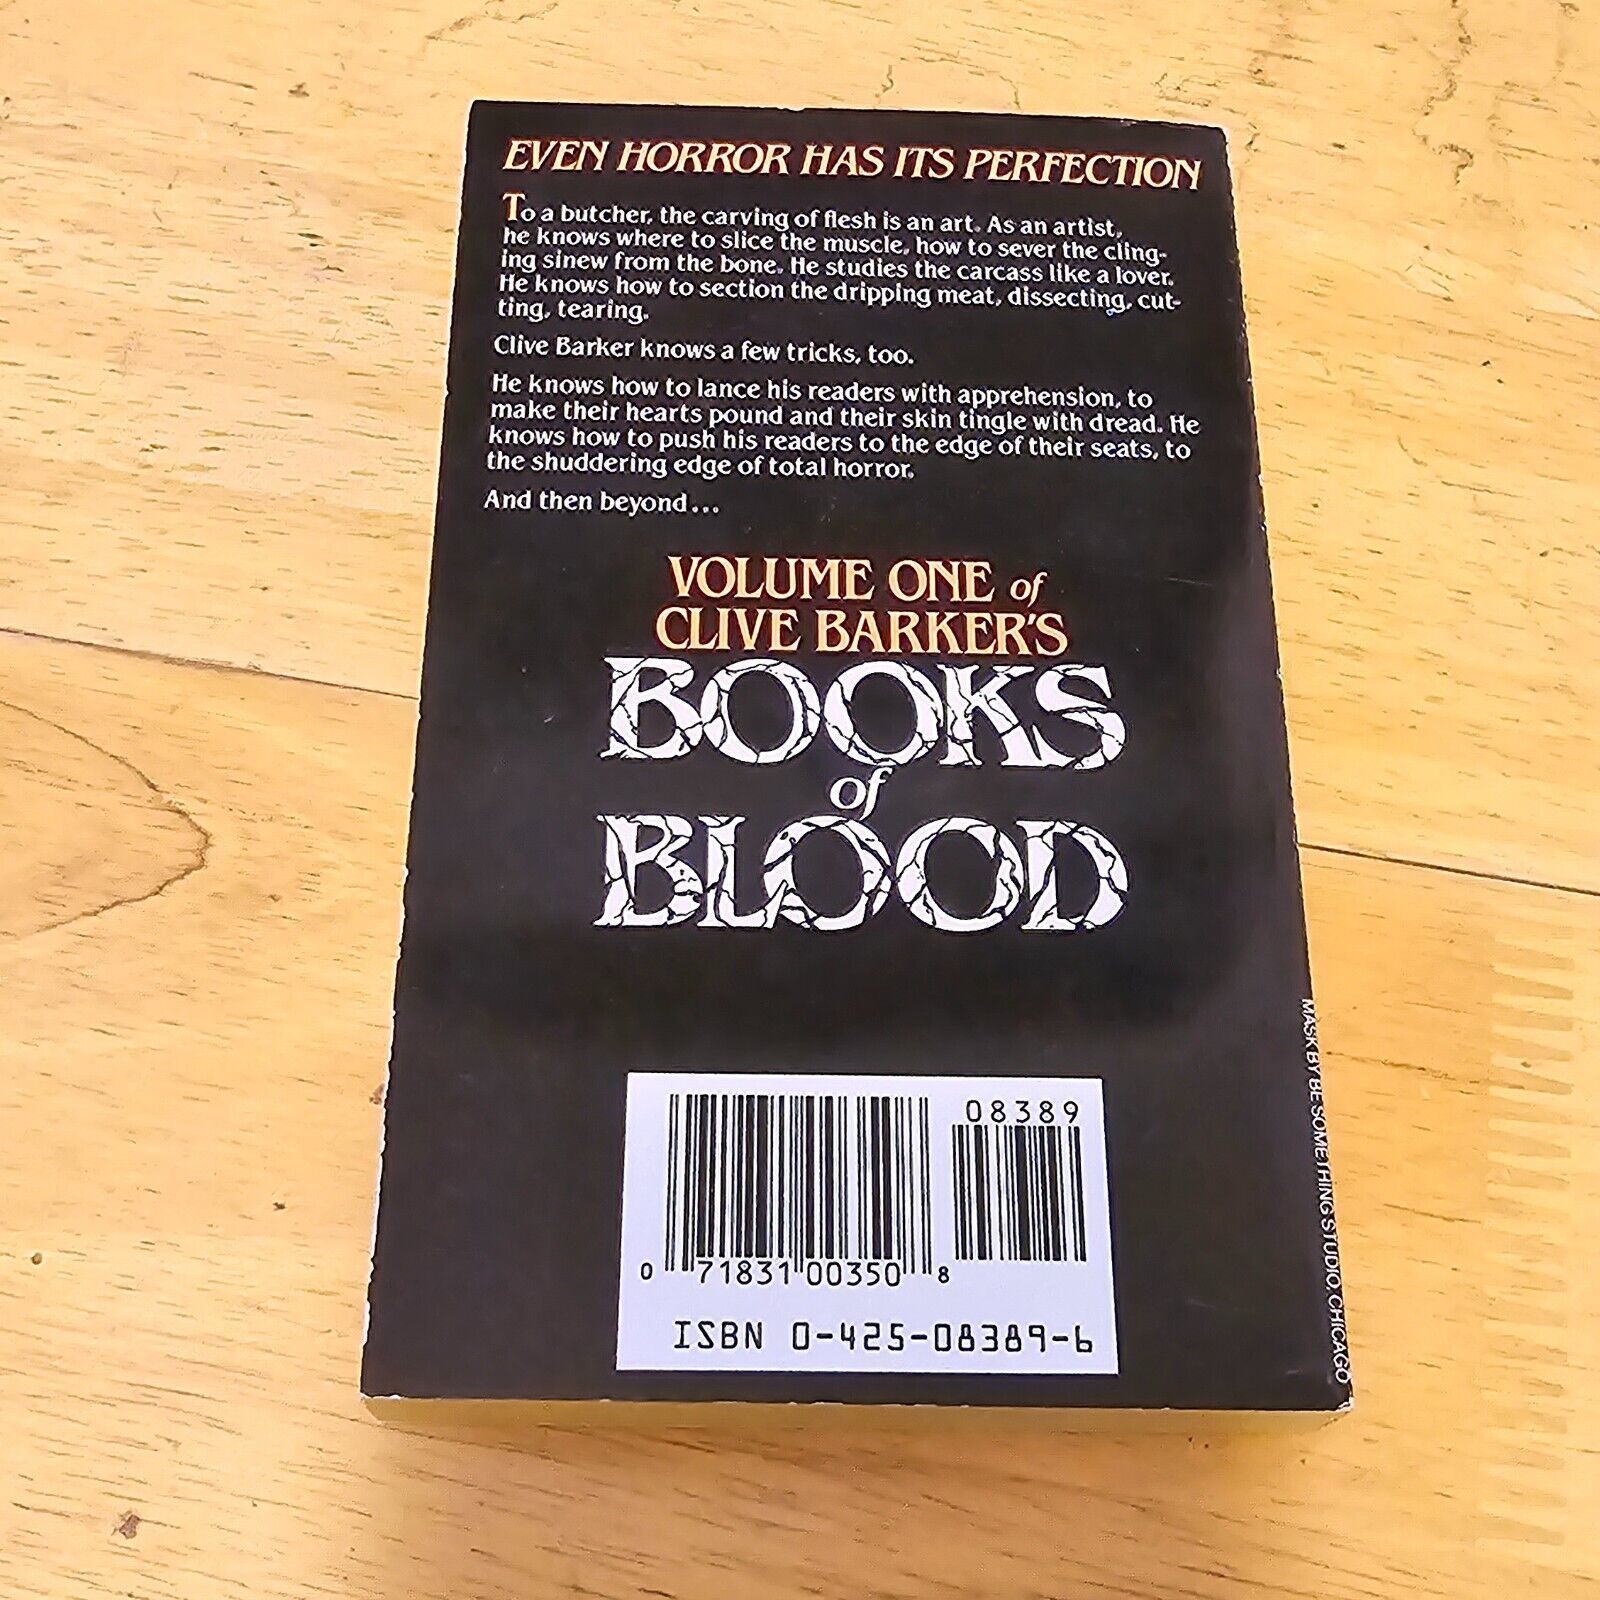 EVEN HORROR HAS ITS PERFECTION
To a butcher, the carving of flesh is an art. As an artist,
he knows where to slice the muscle, how to sever the cling-
ing sinew from the bone. He studies the carcass like a lover.
He knows how to section the dripping meat, dissecting, cut-
ting, tearing.
Clive Barker knows a few tricks, too.
He knows how to lance his readers with apprehension, to
make their hearts pound and their skin tingle with dread. He
knows how to push his readers to the edge of their seats, to
the shuddering edge of total horror.
And then beyond...
VOLUME ONE of
CLIVE BARKER'S
BOOKS
of
BLOOD
08389
0 71831 00350 8
ISBN 0-425-08389-6
MASK BY BE SOMETHING STUDIO, CHICAGO